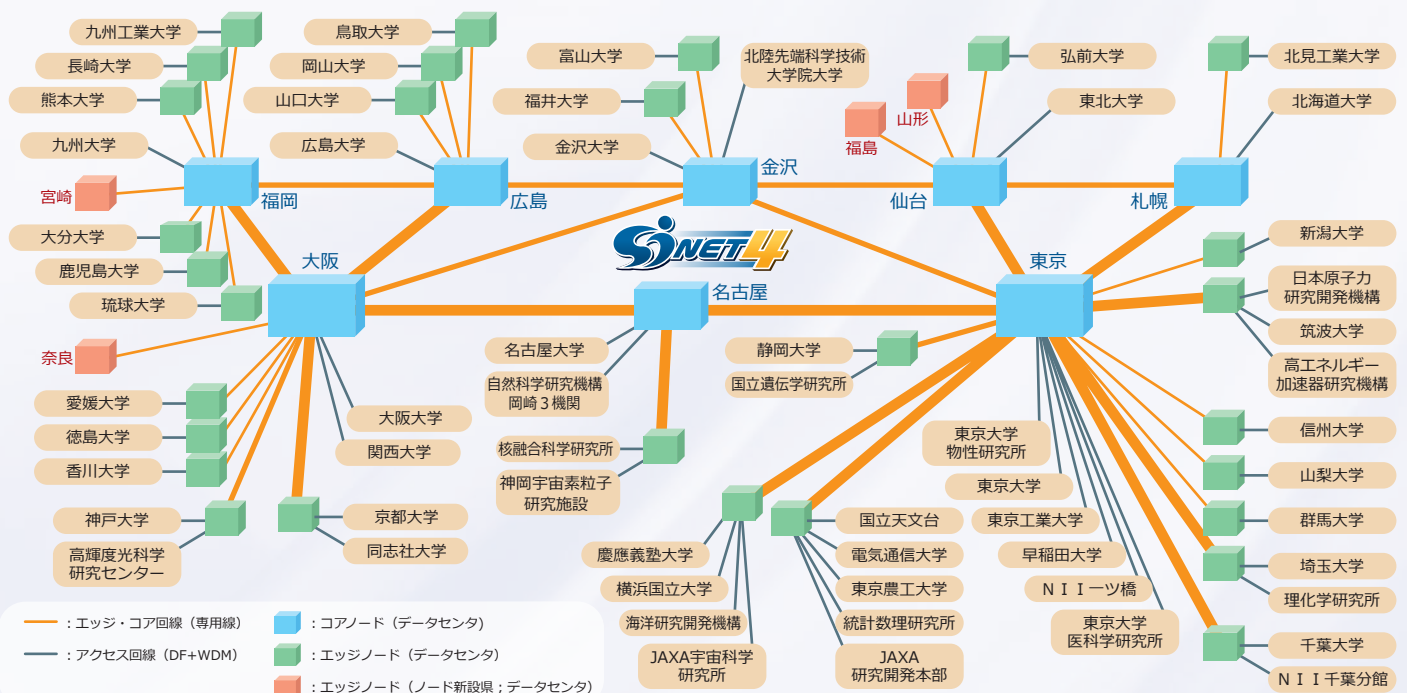 九州工業大学
長崎大学
熊本大学
九州大学
宮崎
福岡
大分大学
鹿児島大学
琉球大学
鳥取大学
岡山大学
山口大学
広島大学
広島
富山大学
北陸先端科学技術
大学院大学
福井大学
金沢大学
金沢
弘前大学
東北大学
山形
福島
仙台
北見工業大学
北海道大学
札幌
SINET4
大阪
名古屋
東京
奈良
愛媛大学
徳島大学
香川大学
神戸大学
高輝度光科学
研究センター
大阪大学
関西大学
京都大学
同志社大学
名古屋大学
自然科学研究機構
岡崎3機関
核融合科学研究所
神岡宇宙素粒子
研究施設
静岡大学
国立遺伝学研究所
新潟大学
日本原子力
研究開発機構
筑波大学
高エネルギー
加速器研究機構
信州大学
山梨大学
群馬大学
埼玉大学
理化学研究所
千葉大学
NII千葉分館
東京大学
物性研究所
東京大学
東京工業大学
早稲田大学
NII一ツ橋
東京大学
医科学研究所
慶應義塾大学
横浜国立大学
海洋研究開発機構
JAXA宇宙科学
研究所
国立天文台
電気通信大学
東京農工大学
統計数理研究所
JAXA
研究開発本部
:エッジ・コア回線(専用線)
:アクセス回線(DF+WDM)
:コアノード(データセンタ)
:エッジノード(データセンタ)
:エッジノード(ノード新設県;データセンタ)